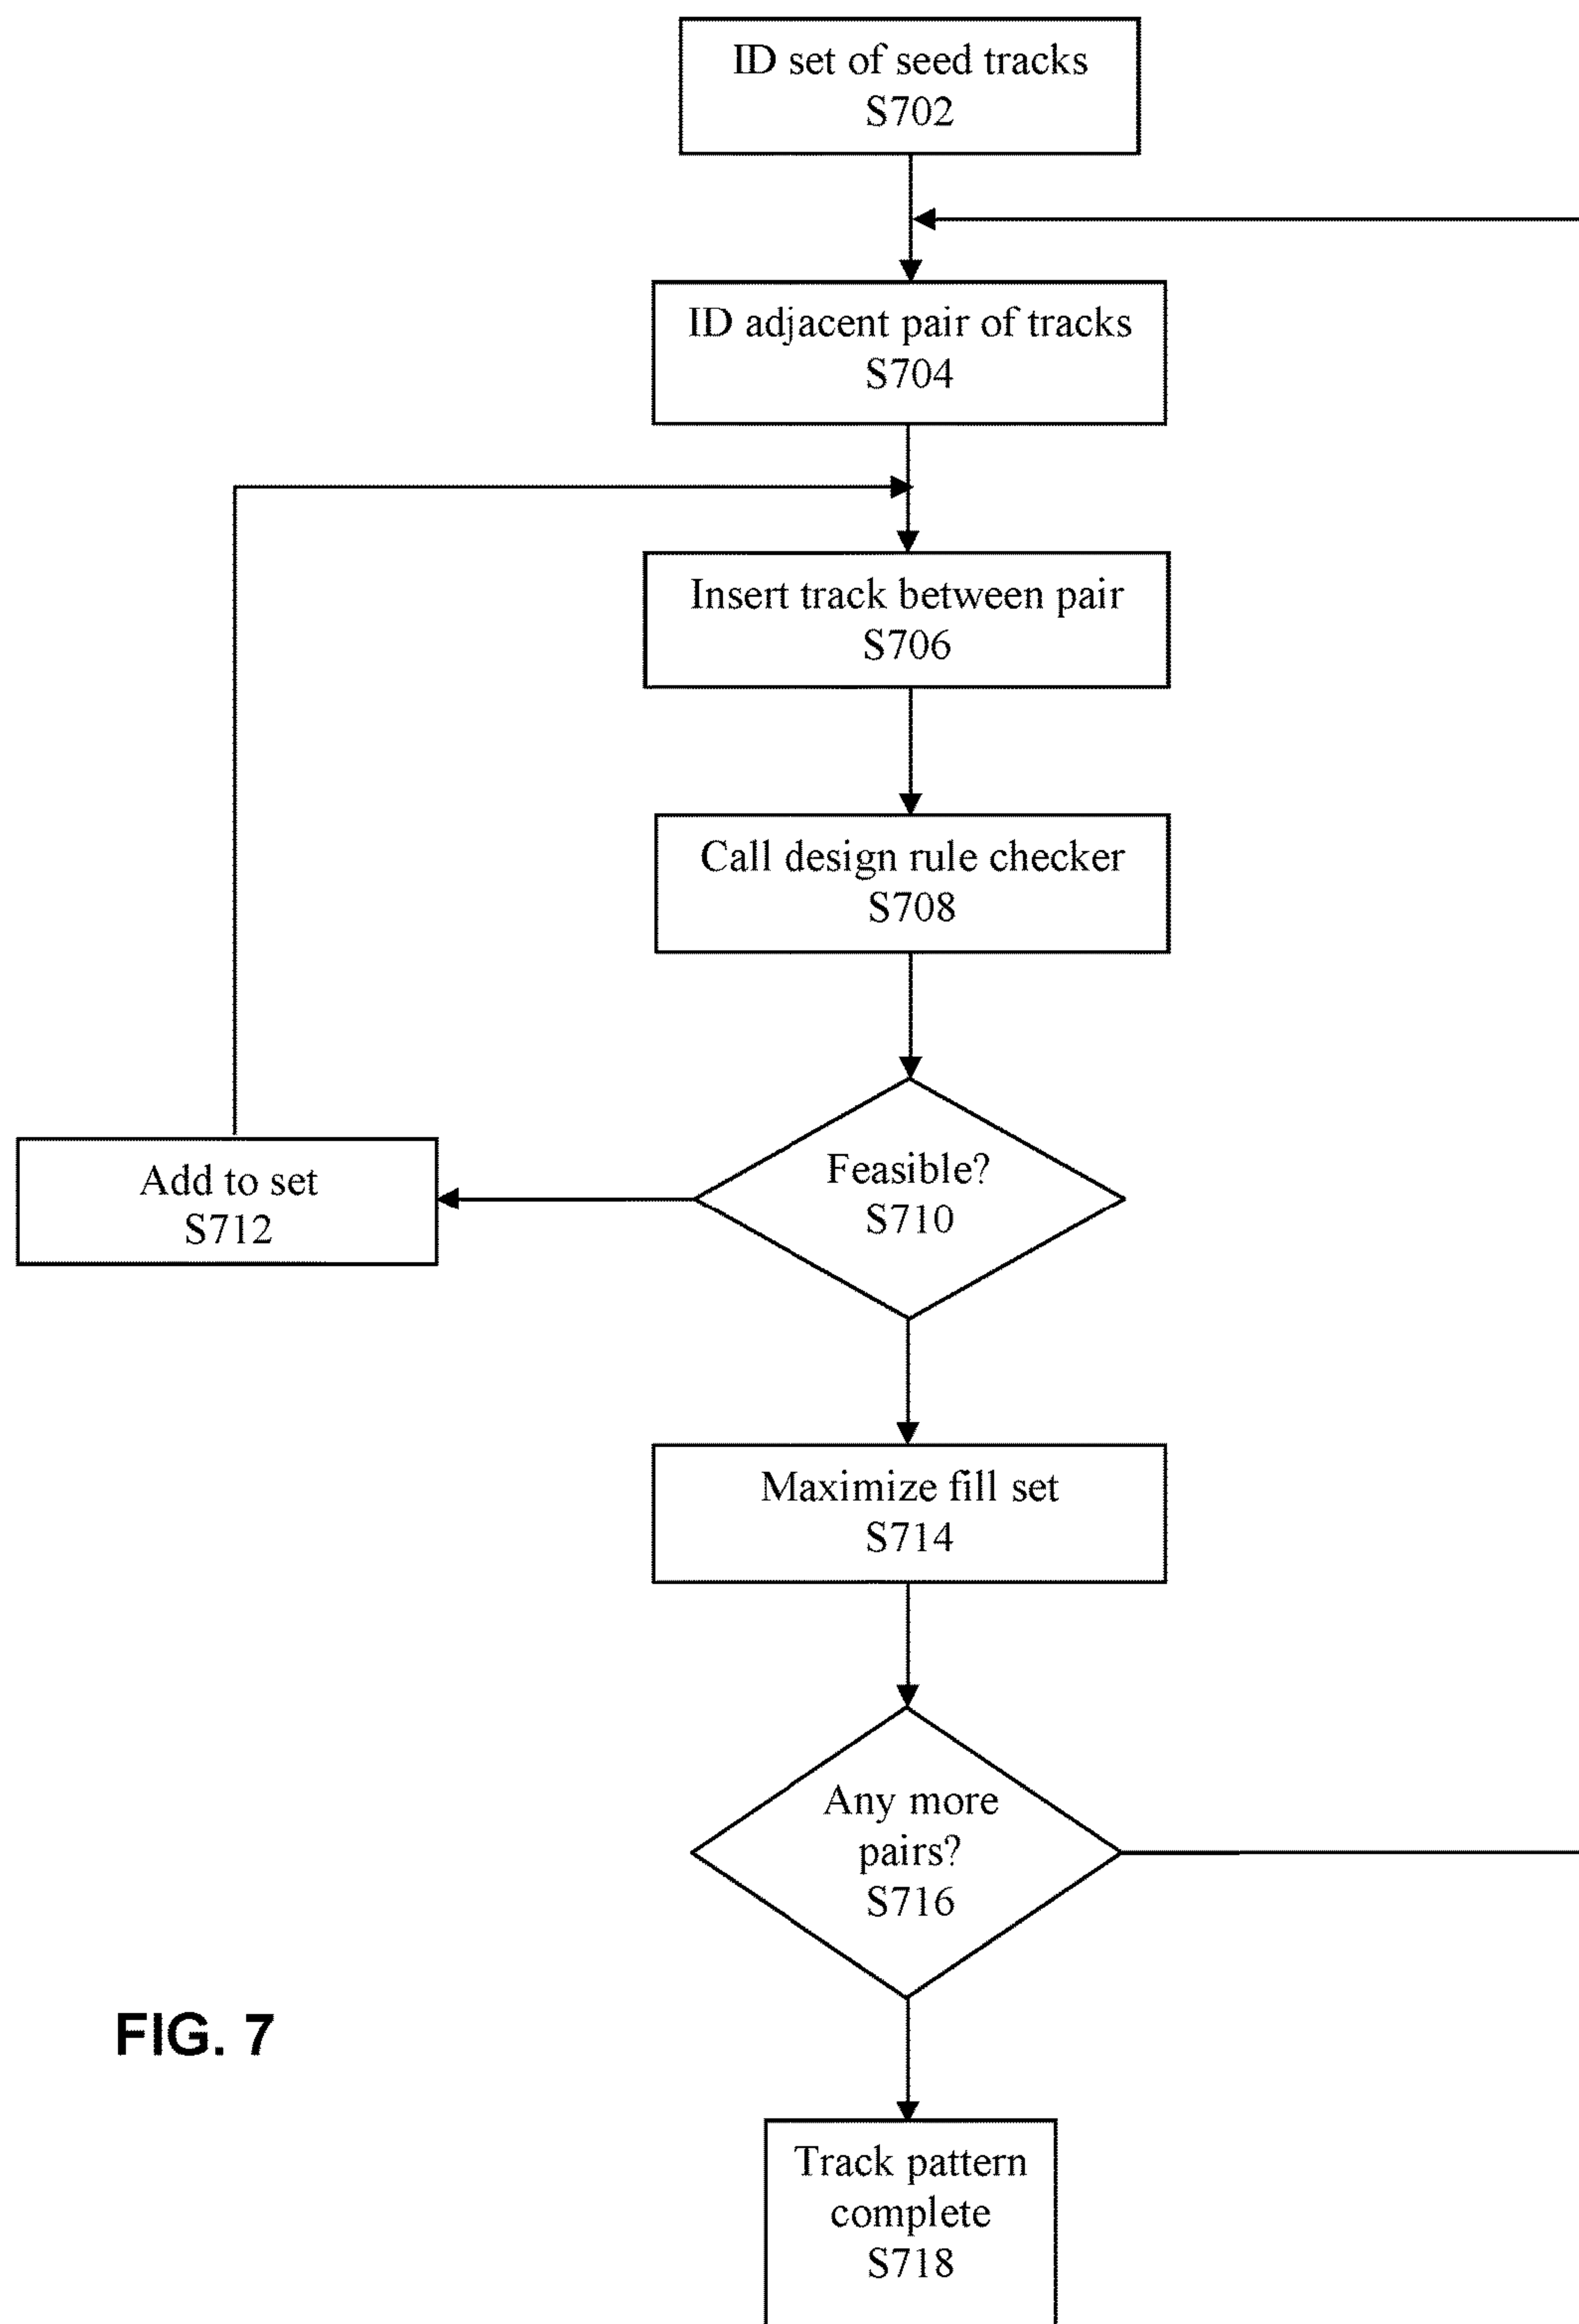 ID set of seed tracks
S702
ID adjacent pair of tracks
S704
Insert track between pair
S706
Call design rule checker
S708
Feasible?
S710
Add to set
S712
Maximize fill set
S714
Any more
pairs?
S716
FIG. 7
Track pattern
complete
S718